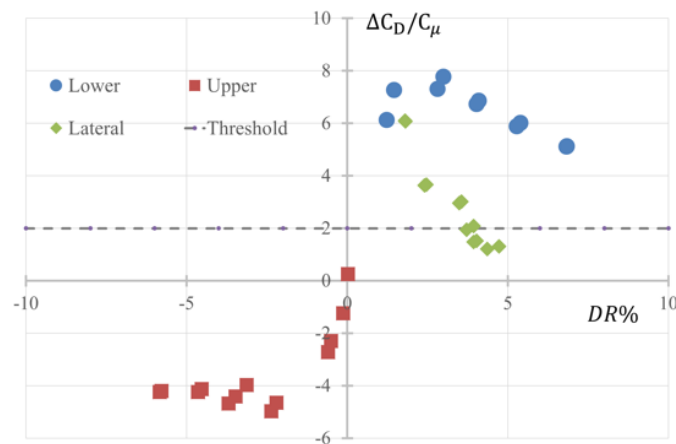 10
ΔC_D/C_μ
8
Lower
Upper
6
Lateral
Threshold
4
2
0
-10
-5
0
5
10
DR%
-2
-4
-6